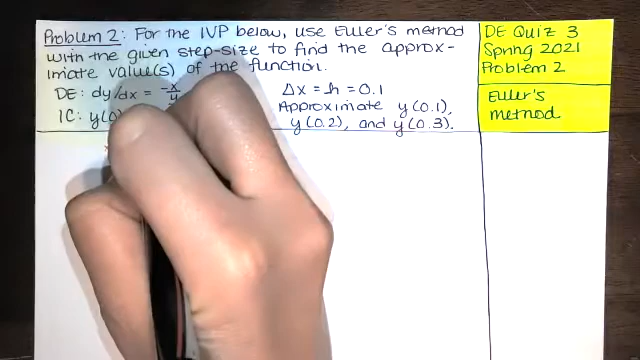 Problem 2: For the IVP below, use Euler's method
with the given step-size to find the approx-
imate value(s) of the function.
DE: dy/dx = -x/y
IC: y(0
Δx = h = 0.1
Approximate y(0.1),
y(0.2), and y(0.3).
DE Quiz 3
Spring 2021
Problem 2
Euler's
method